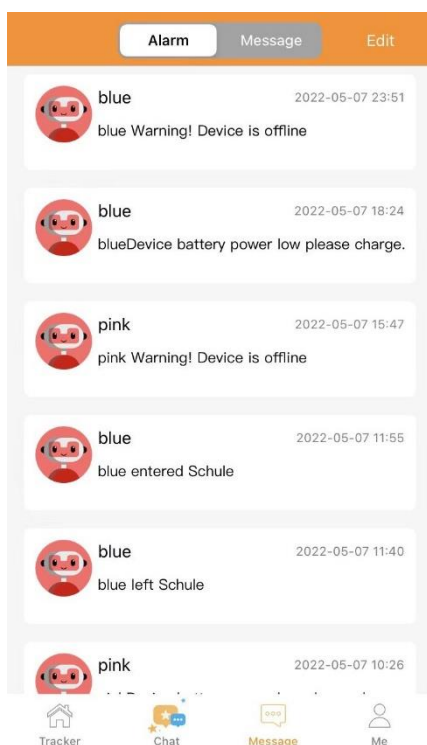 Alarm Message Edit
blue 2022-05-07 23:51
blue Warning! Device is offline
blue 2022-05-07 18:24
blueDevice battery power low please charge.
pink 2022-05-07 15:47
pink Warning! Device is offline
blue 2022-05-07 11:55
blue entered Schule
blue 2022-05-07 11:40
blue left Schule
pink 2022-05-07 10:26
Tracker Chat Message Me